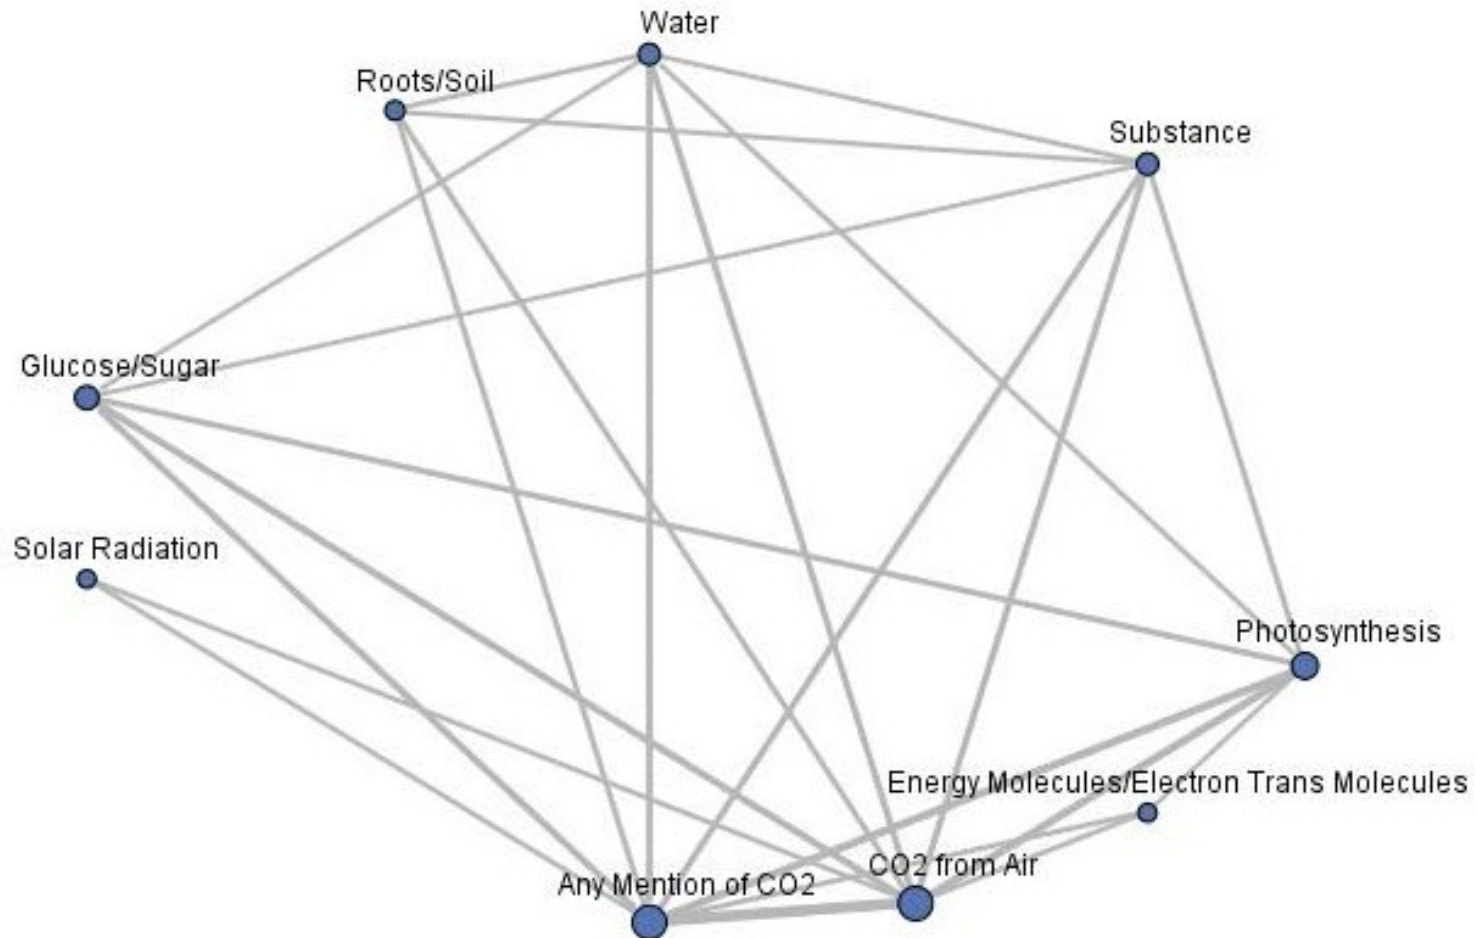 Water
Roots/Soil
Substance
Glucose/Sugar
Solar Radiation
Photosynthesis
Energy Molecules/Electron Trans Molecules
CO2 from Air
Any Mention of CO2